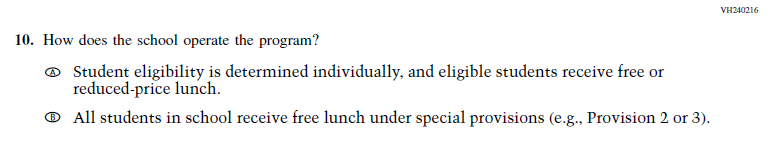 VH240216
10. How does the school operate the program?
A Student eligibility is determined individually, and eligible students receive free or
reduced-price lunch.
B All students in school receive free lunch under special provisions (e.g., Provision 2 or 3).